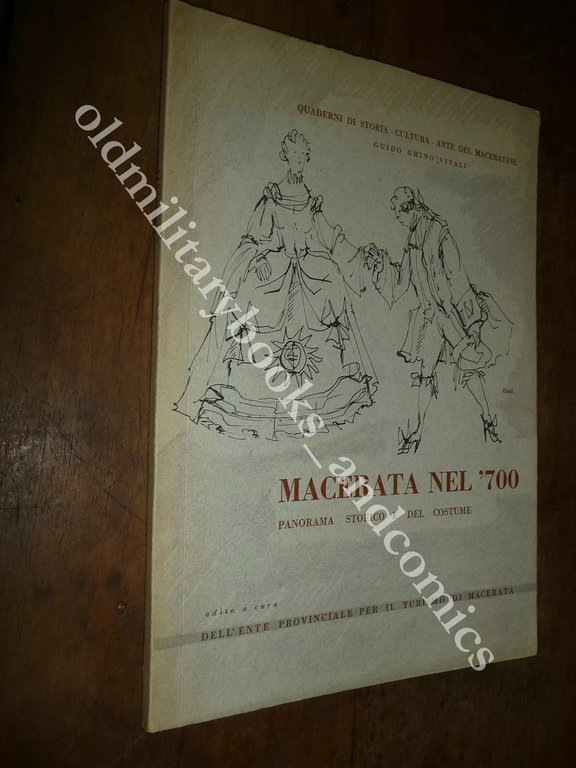 QUADERNI DI STORIA - CULTURA - ARTE DEL MACERATESE
GUIDO GHINO VITALI
MACERATA NEL '700
PANORAMA STORICO E DEL COSTUME
edito a cura
DELL'ENTE PROVINCIALE PER IL TURISMO DI MACERATA
oldmilitarybooks_andcomics